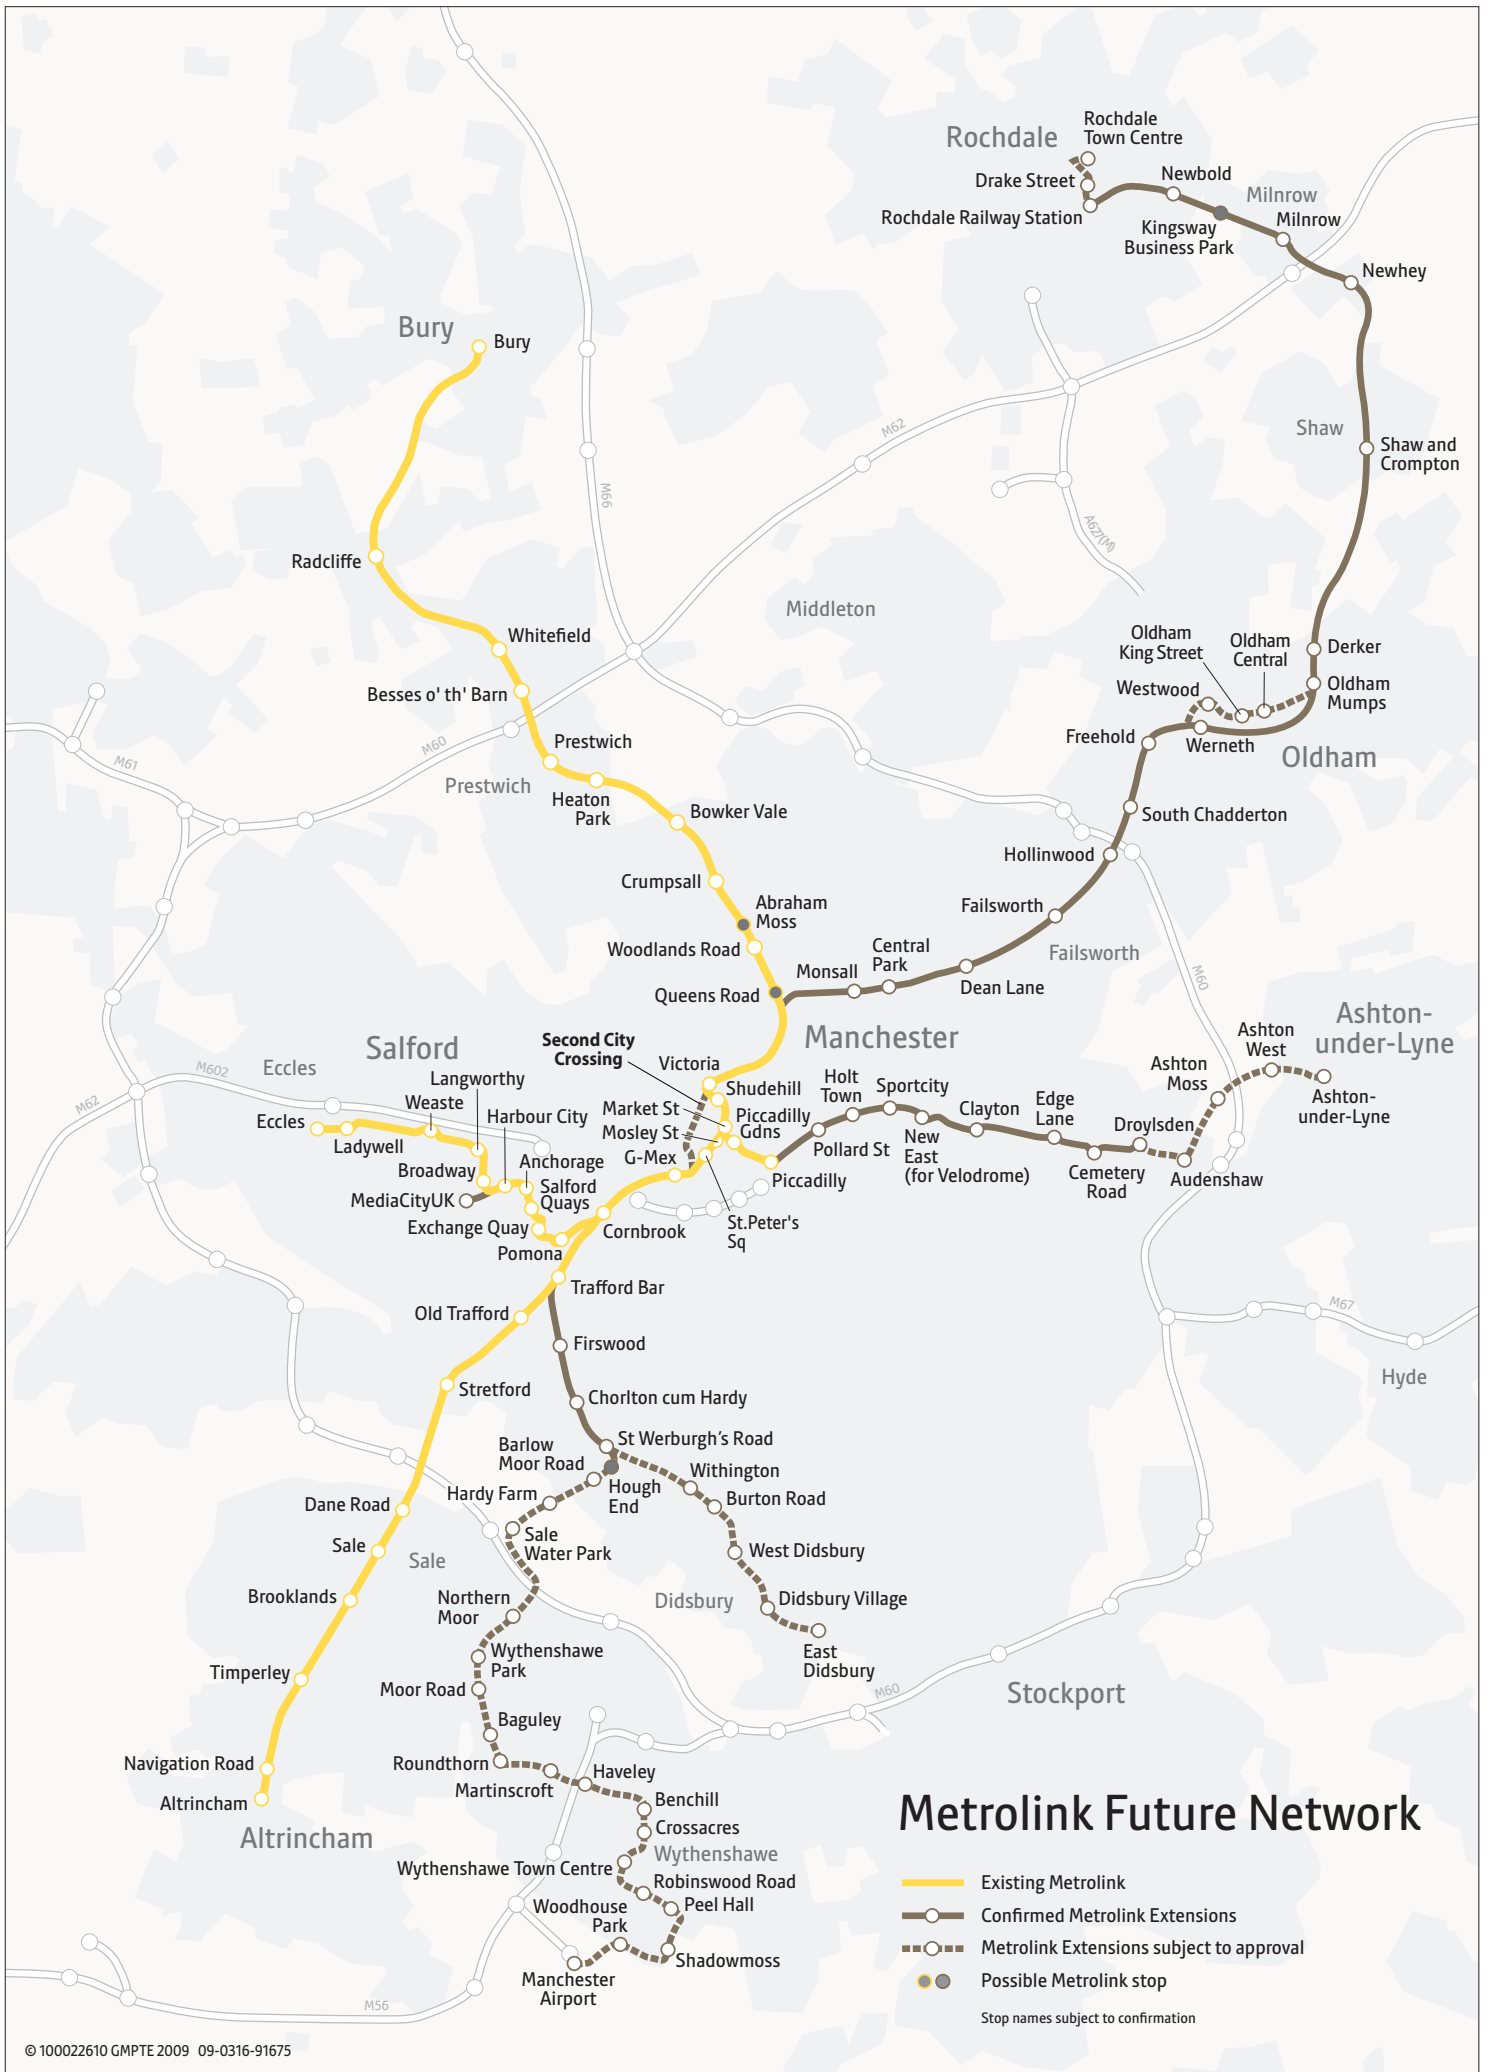 Rochdale
Rochdale
Town Centre
Drake Street
Rochdale Railway Station
Newbold
Milnrow
Kingsway
Business Park
Milnrow
Newhey
Bury
Bury
M66
M62
Shaw
Shaw and
Crompton
A627(M)
Radcliffe
Middleton
Whitefield
Besses o' th' Barn
Oldham
King Street
Oldham
Central
Derker
Westwood
Oldham
Mumps
Freehold
Werneth
Oldham
M61
M60
Prestwich
Prestwich
Heaton
Park
Bowker Vale
South Chadderton
Hollinwood
Crumpsall
Abraham
Moss
Failsworth
Failsworth
Woodlands Road
Central
Park
Monsall
Dean Lane
M60
Queens Road
Manchester
Ashton-
under-Lyne
Salford
Second City
Crossing
Eccles
M602
M62
Victoria
Shudehill
Langworthy
Weaste
Harbour City
Eccles
Ladywell
Broadway
Anchorage
MediaCityUK
Salford
Quays
Exchange Quay
Pomona
Market St
Piccadilly
Gdns
Mosley St
G-Mex
Cornbrook
St.Peter's
Sq
Piccadilly
Holt
Town
Pollard St
Sportcity
New
East
(for Velodrome)
Clayton
Edge
Lane
Cemetery
Road
Droylsden
Audenshaw
Ashton
Moss
Ashton
West
Ashton-
under-Lyne
Trafford Bar
Old Trafford
Firswood
M67
Stretford
Hyde
Chorlton cum Hardy
St Werburgh's Road
Barlow
Moor Road
Hough
End
Withington
Burton Road
Hardy Farm
Dane Road
Sale
Water Park
West Didsbury
Sale
Sale
Brooklands
Northern
Moor
Didsbury
Didsbury Village
East
Didsbury
Timperley
Wythenshawe
Park
Moor Road
M60
Stockport
Baguley
Navigation Road
Roundthorn
Martinscroft
Haveley
Altrincham
Altrincham
Benchill
Crossacres
Wythenshawe
Wythenshawe Town Centre
Robinswood Road
Peel Hall
Woodhouse
Park
Shadowmoss
Manchester
Airport
M56
Metrolink Future Network
Existing Metrolink
Confirmed Metrolink Extensions
Metrolink Extensions subject to approval
Possible Metrolink stop
Stop names subject to confirmation
© 100022610 GMPTE 2009 09-0316-91675